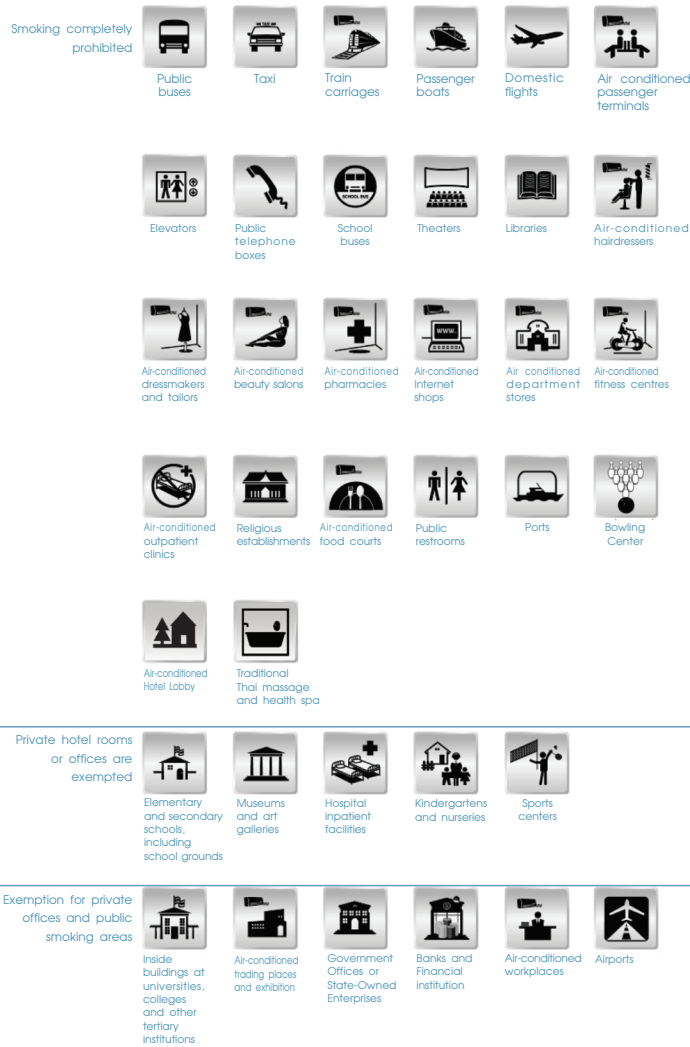 Smoking completely
prohibited
TAXI
Public
buses
Taxi
Train
carriages
Passenger
boats
Domestic
flights
Air conditioned
passenger
terminals
SCHOOL BUS
Elevators
Public
telephone
boxes
School
buses
Theaters
Libraries
Air-conditioned
hairdressers
www.
Air-conditioned
dressmakers
and tailors
Air-conditioned
beauty salons
Air-conditioned
pharmacies
Air-conditioned
Internet
shops
Air conditioned
department
stores
Air-conditioned
fitness centres
Air-conditioned
outpatient
clinics
Religious
establishments
Air-conditioned
food courts
Public
restrooms
Ports
Bowling
Center
Air-conditioned
Hotel Lobby
Traditional
Thai massage
and health spa
Private hotel rooms
or offices are
exempted
Elementary
and secondary
schools,
including
school grounds
Museums
and art
galleries
Hospital
inpatient
facilities
Kindergartens
and nurseries
Sports
centers
Exemption for private
offices and public
smoking areas
Inside
buildings at
universities,
colleges
and other
tertiary
institutions
Air-conditioned
trading places
and exhibition
Government
Offices or
State-Owned
Enterprises
Banks and
Financial
institution
Air-conditioned
workplaces
Airports